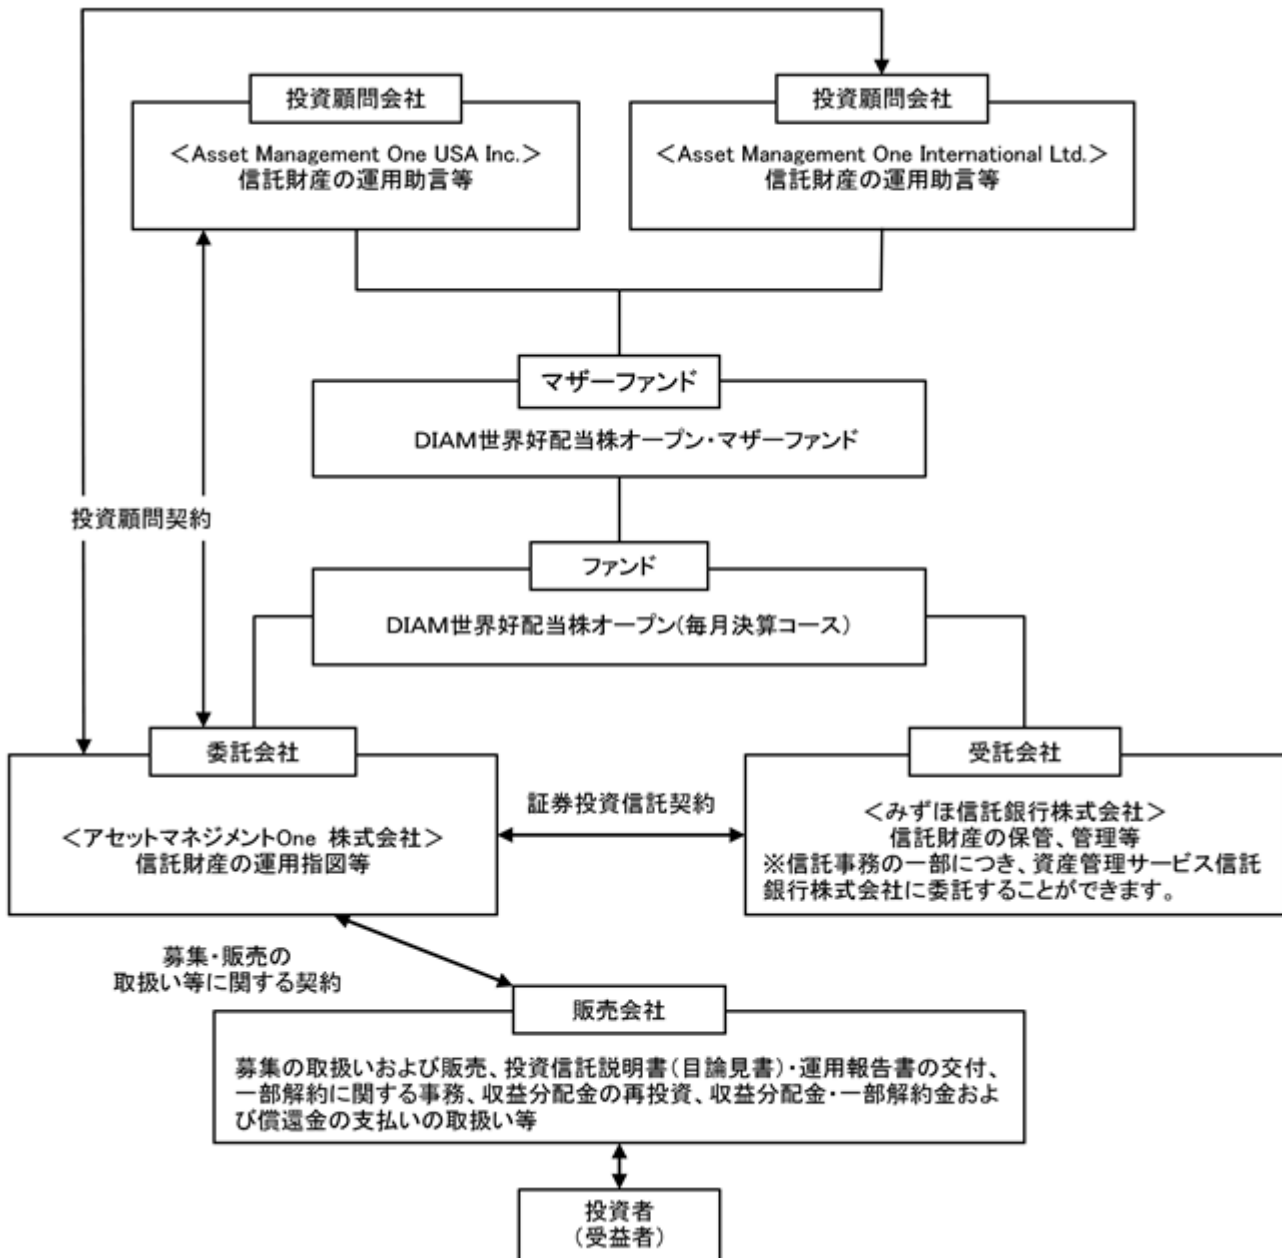 投資顧問会社
＜Asset Management One USA Inc.＞
信託財産の運用助言等
投資顧問会社
＜Asset Management One International Ltd.＞
信託財産の運用助言等
マザーファンド
DIAM世界好配当株オープン・マザーファンド
投資顧問契約
ファンド
DIAM世界好配当株オープン(毎月決算コース)
委託会社
＜アセットマネジメントOne 株式会社＞
信託財産の運用指図等
証券投資信託契約
受託会社
＜みずほ信託銀行株式会社＞
信託財産の保管、管理等
※信託事務の一部につき、資産管理サービス信託
銀行株式会社に委託することができます。
募集・販売の
取扱い等に関する契約
販売会社
募集の取扱いおよび販売、投資信託説明書(目論見書)・運用報告書の交付、
一部解約に関する事務、収益分配金の再投資、収益分配金・一部解約金およ
び償還金の支払いの取扱い等
投資者
(受益者)